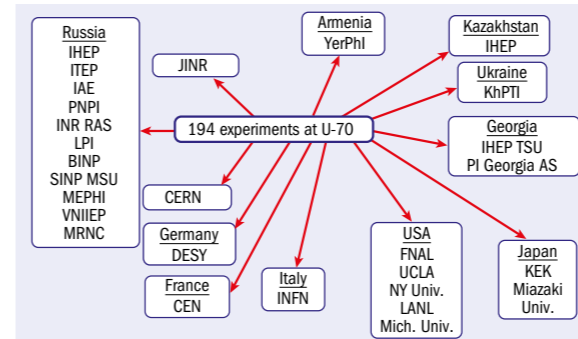 Russia
IHEP
ITEP
IAE
PNPI
INR RAS
LPI
BINP
SINP MSU
MEPHI
VNIIEP
MRNC
JINR
Armenia
YerPhI
Kazakhstan
IHEP
Ukraine
KhPTI
194 experiments at U-70
Georgia
IHEP TSU
PI Georgia AS
CERN
Germany
DESY
France
CEN
Italy
INFN
USA
FNAL
UCLA
NY Univ.
LANL
Mich. Univ.
Japan
KEK
Miazaki
Univ.